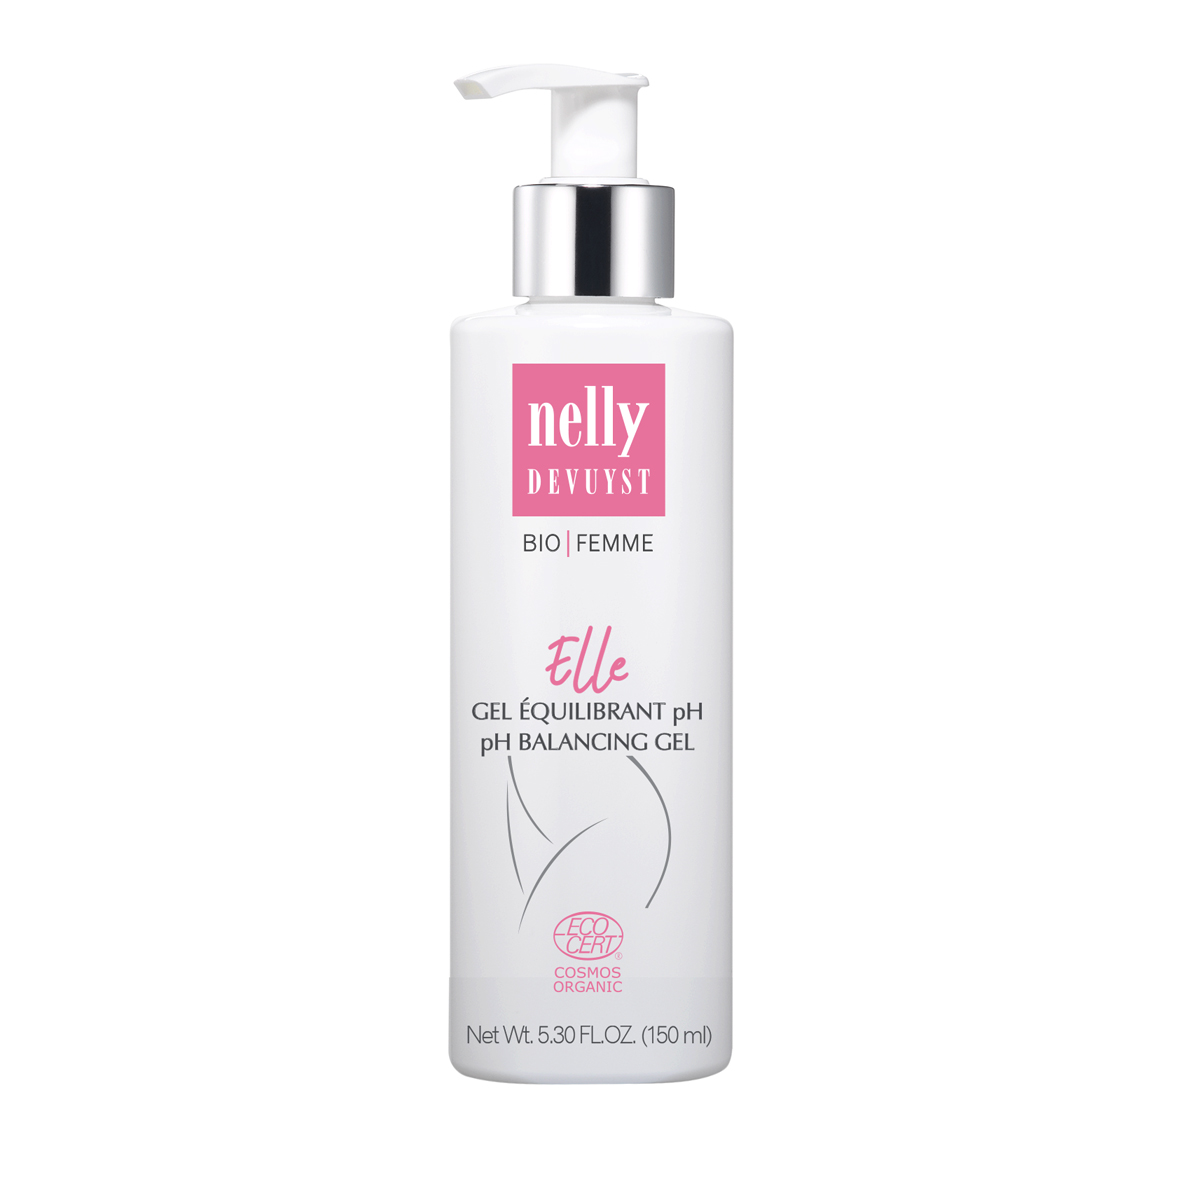 nelly
DEVUYST
BIO|FEMME
Elle
GEL ÉQUILIBRANT pH
pH BALANCING GEL
ECO
CERT®
COSMOS
ORGANIC
Net Wt. 5.30 FL.OZ. (150 ml)